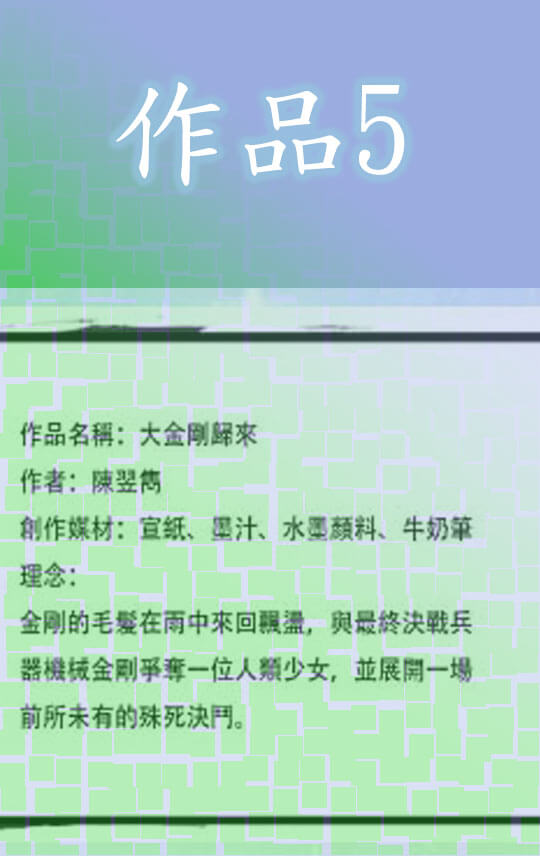 作品5
作品名稱：大金剛歸來
作者：陳翌雋
創作媒材：宣紙、墨汁、水墨顏料、牛奶筆
理念：
金剛的毛髮在雨中來回飄盪，與最終決戰兵
器機械金剛爭奪一位人類少女，並展開一場
前所未有的殊死決鬥。